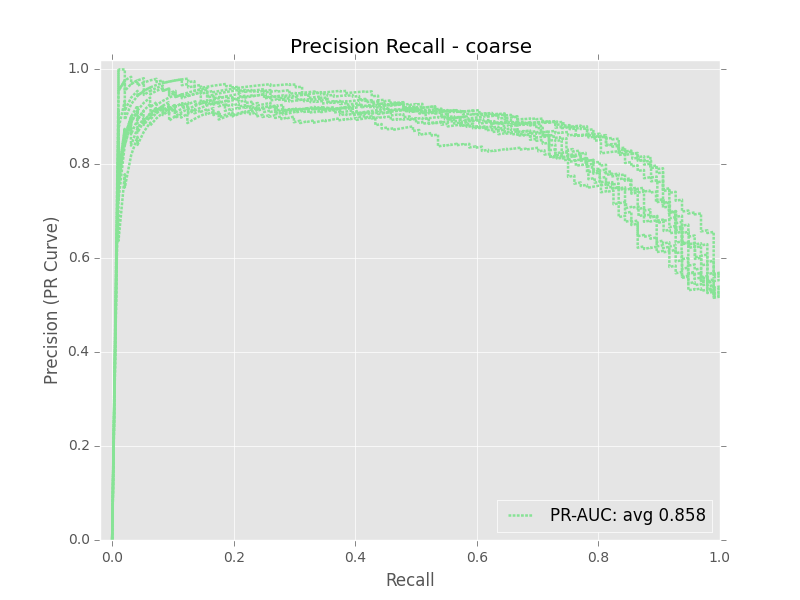 Precision Recall - coarse
1.0
0.8
0.6
0.4
0.2
0.0
Precision (PR Curve)
PR-AUC: avg 0.858
0.0 0.2 0.4 0.6 0.8 1.0
Recall